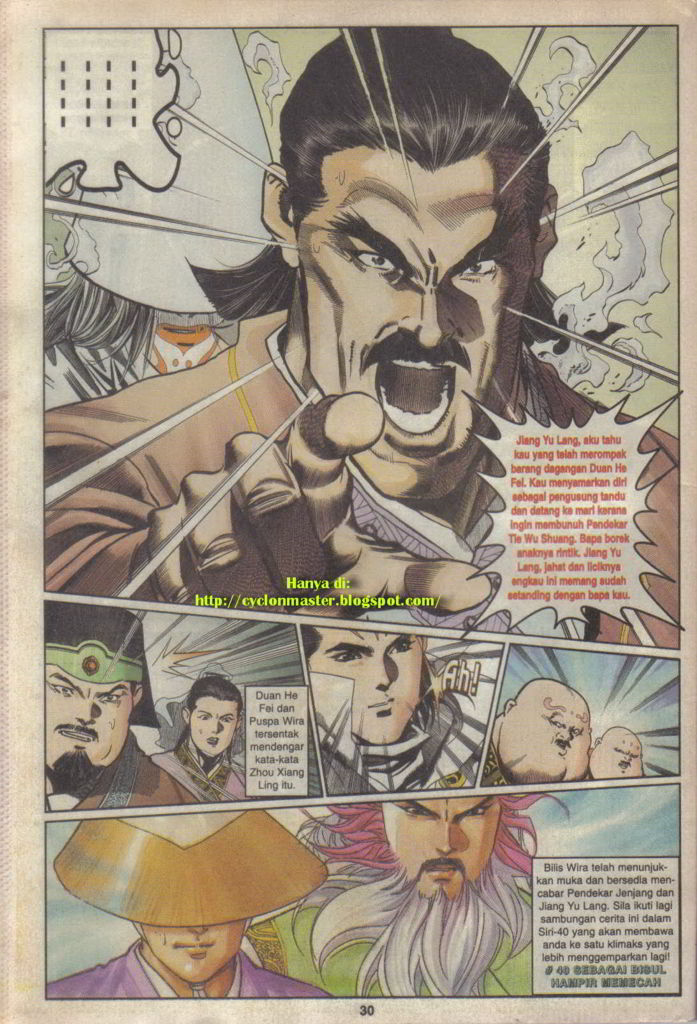 Jiang Yu Lang, aku tahu
kau yang telah merompak
barang dagangan Duan He
Fei. Kau menyamarkan diri
sebagai pengusung tandu
dan datang ke mari kerana
ingin membunuh Pendekar
Tie Wu Shuang. Bapa borek
anaknya rintik. Jiang Yu
Lang, jahat dan liciknya
engkau ini memang sudah
setanding dengan bapa kau.
Hanya di:
http://cyclonmaster.blogspot.com/
Duan He
Fei dan
Puspa Wira
tersentak
mendengar
kata-kata
Zhou Xiang
Ling itu.
Ah!
Bilis Wira telah menunjuk-
kan muka dan bersedia men-
cabar Pendekar Jenjang dan
Jiang Yu Lang. Sila ikuti lagi
sambungan cerita ini dalam
Siri-40 yang akan membawa
anda ke satu klimaks yang
lebih menggemparkan lagi!
# 40 SEBAGAI BISUL
HAMPIR MEMECAH
30